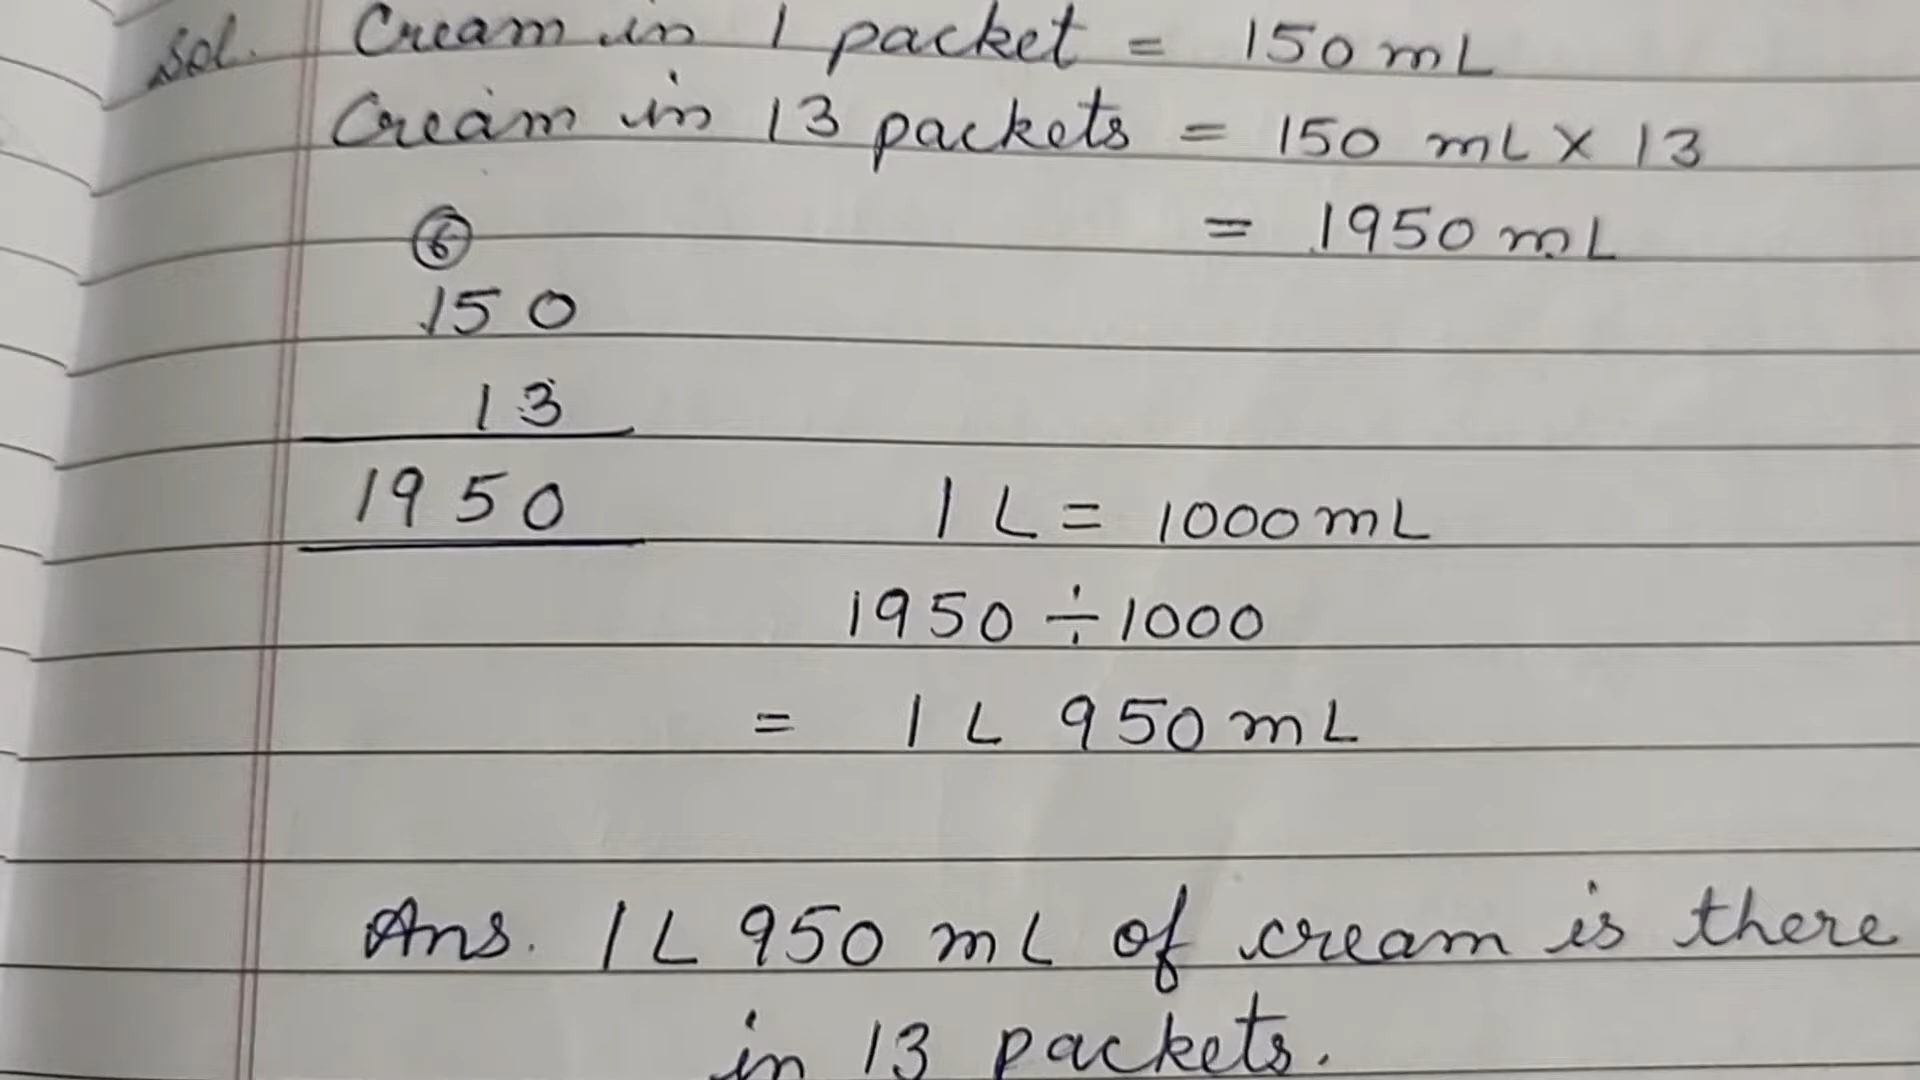 Sol. Cream in 1 packet = 150 mL
Cream in 13 packets = 150 mL × 13
= 1950 mL
6
150
13
1950
1 L = 1000 mL
1950 ÷ 1000
= 1 L 950 mL
Ans. 1 L 950 mL of cream is there
in 13 packets.